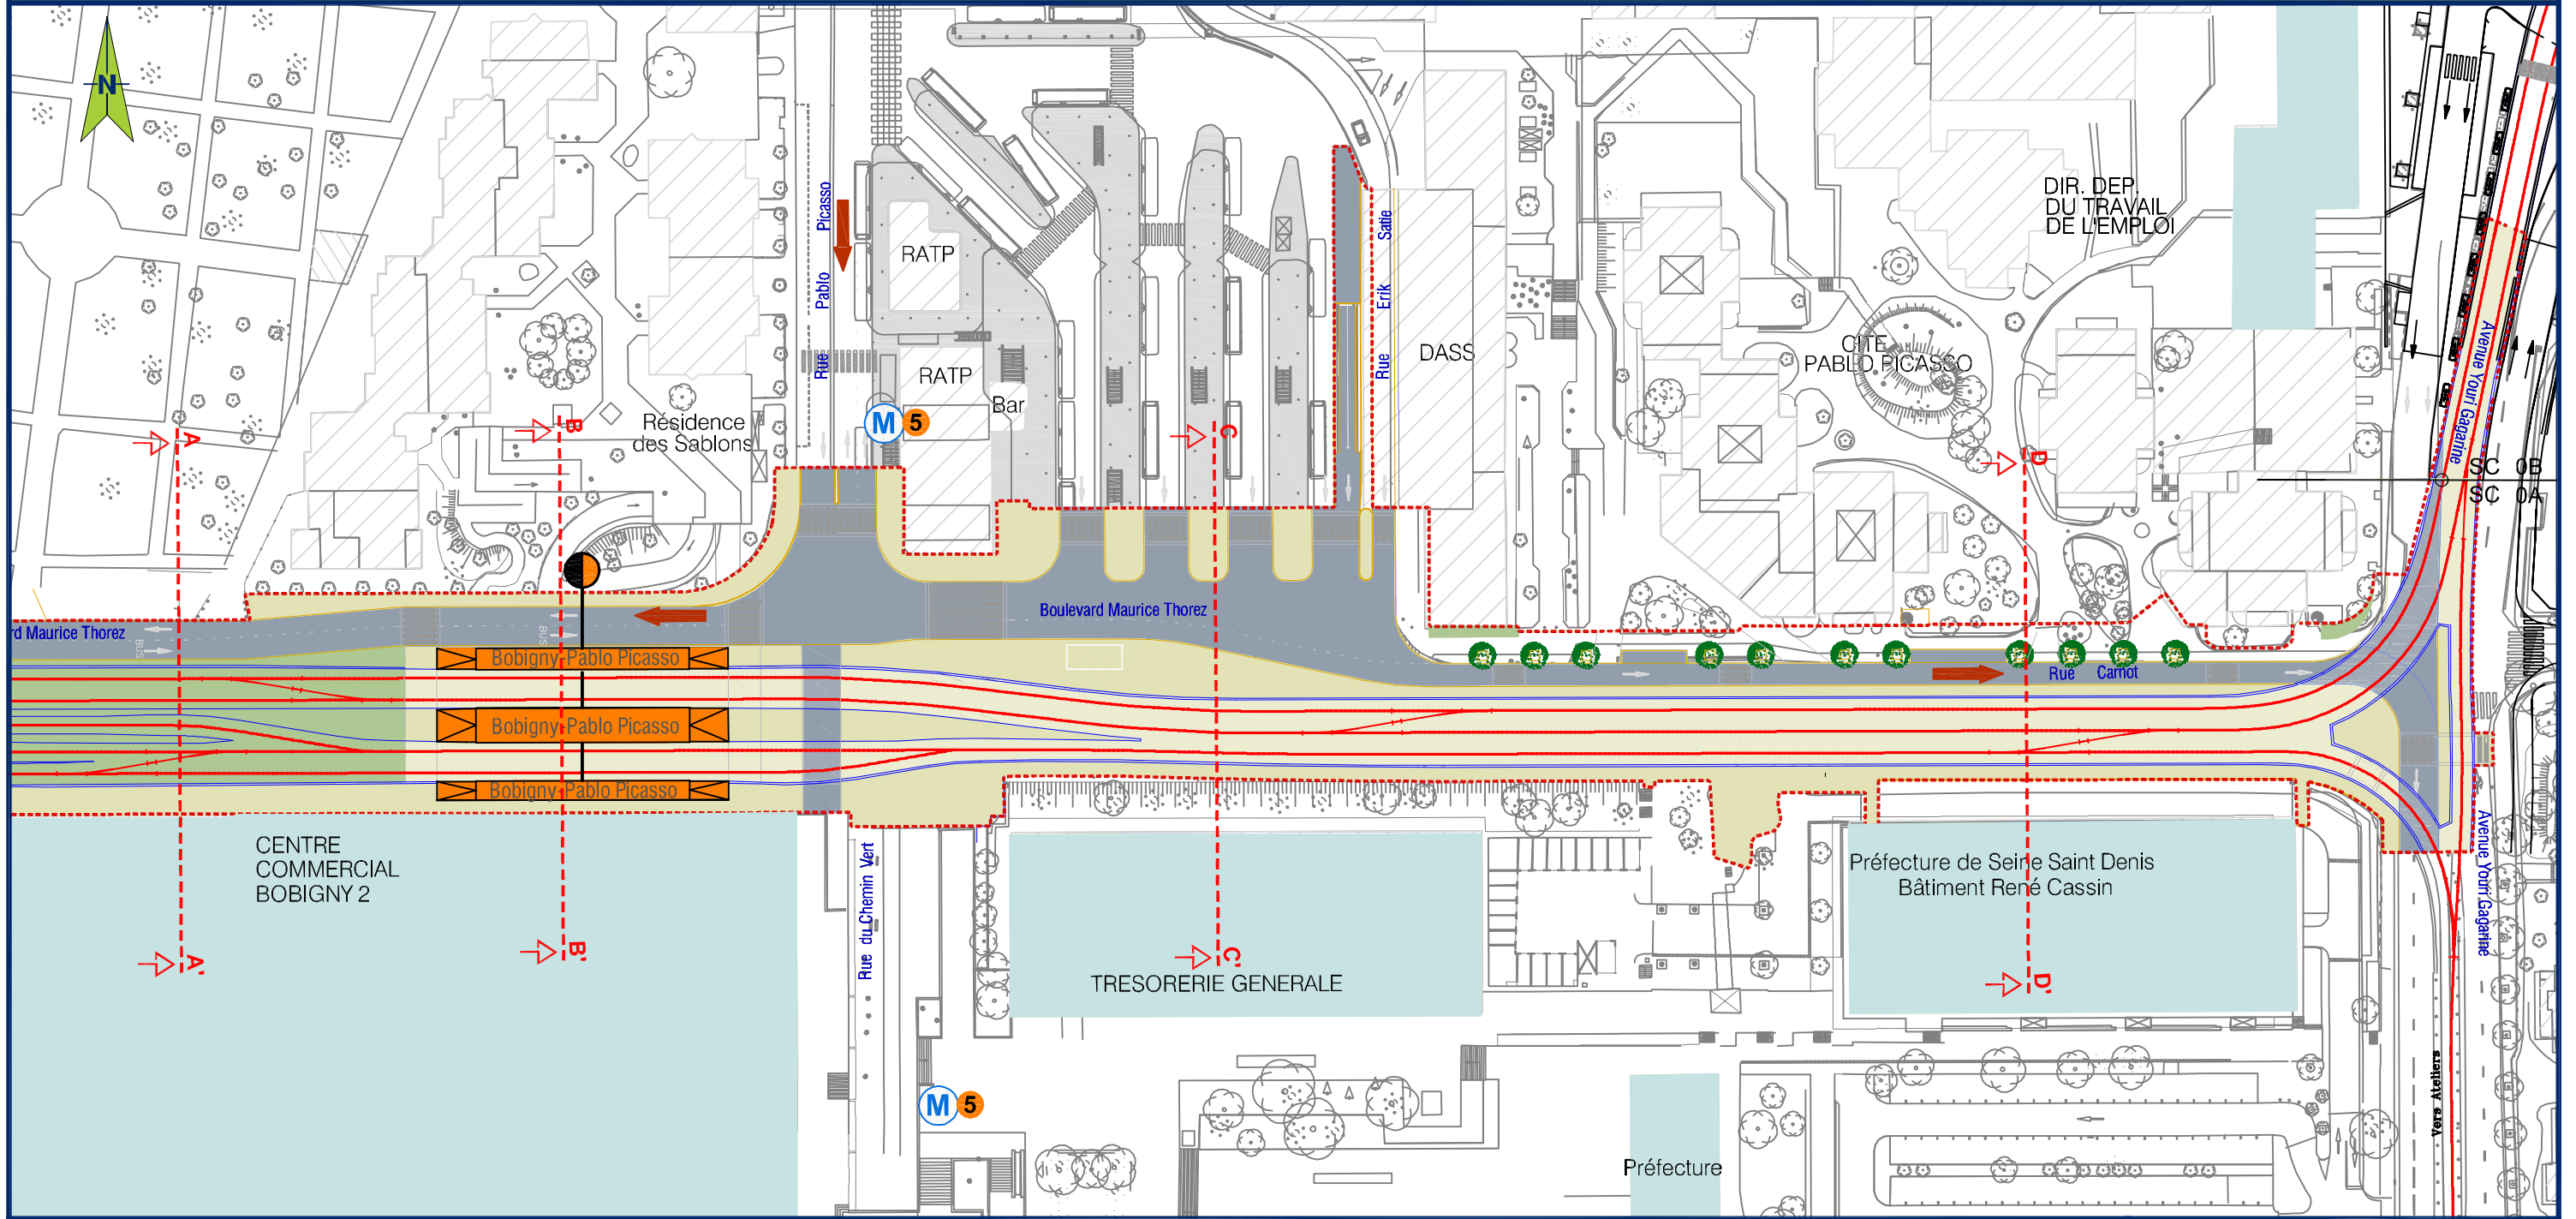 N
DIR. DEP.
DU TRAVAIL
DE L'EMPLOI
Rue Pablo Picasso
RATP
RATP
Bar
M 5
Rue Erik Satie
DASS
CITE
PABLO PICASSO
Avenue Youri Gagarine
Résidence
des Sablons
A
B
C
D
SC 0B
SC 0A
Boulevard Maurice Thorez
rd Maurice Thorez
BUS
BUS
Bobigny-Pablo Picasso
Bobigny-Pablo Picasso
Bobigny-Pablo Picasso
Rue Carnot
CENTRE
COMMERCIAL
BOBIGNY 2
Rue du Chemin Vert
Préfecture de Seine Saint Denis
Bâtiment René Cassin
Avenue Youri Gagarine
A'
B'
C'
D'
TRESORERIE GENERALE
M 5
Vers Ateliers
Préfecture